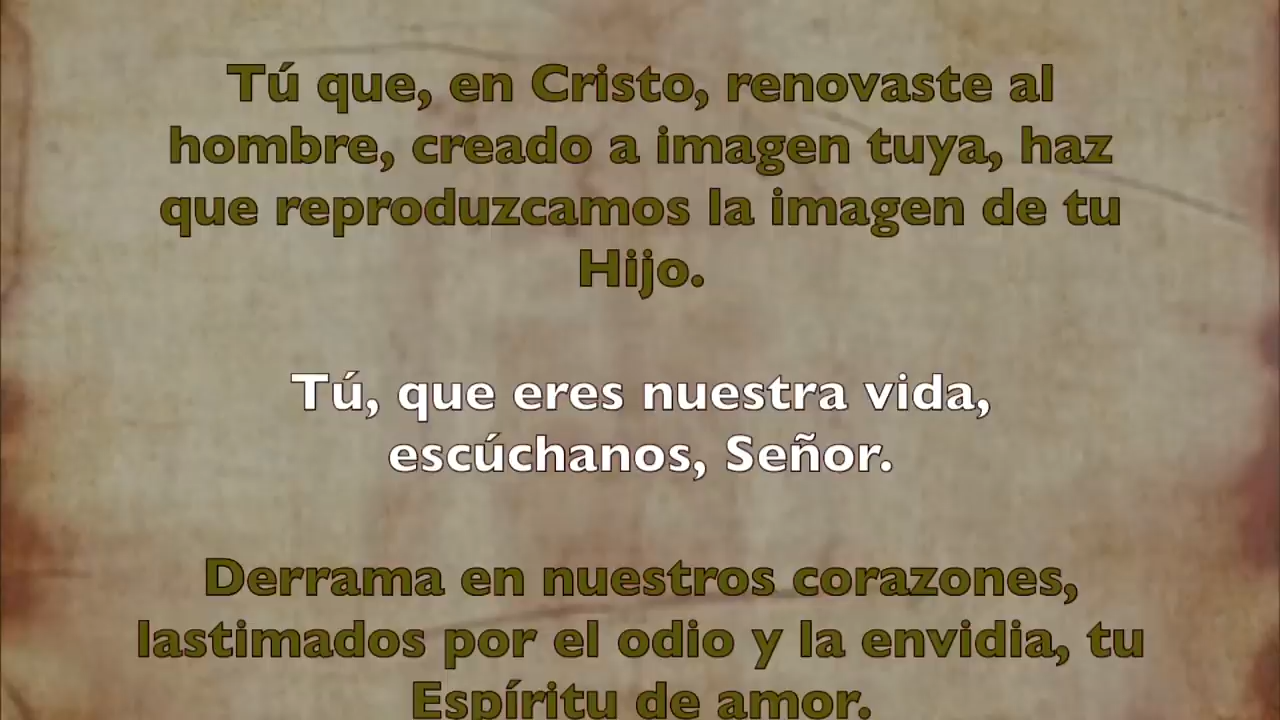 Tú que, en Cristo, renovaste al
hombre, creado a imagen tuya, haz
que reproduzcamos la imagen de tu
Hijo.
Tú, que eres nuestra vida,
escúchanos, Señor.
Derrama en nuestros corazones,
lastimados por el odio y la envidia, tu
Espíritu de amor.